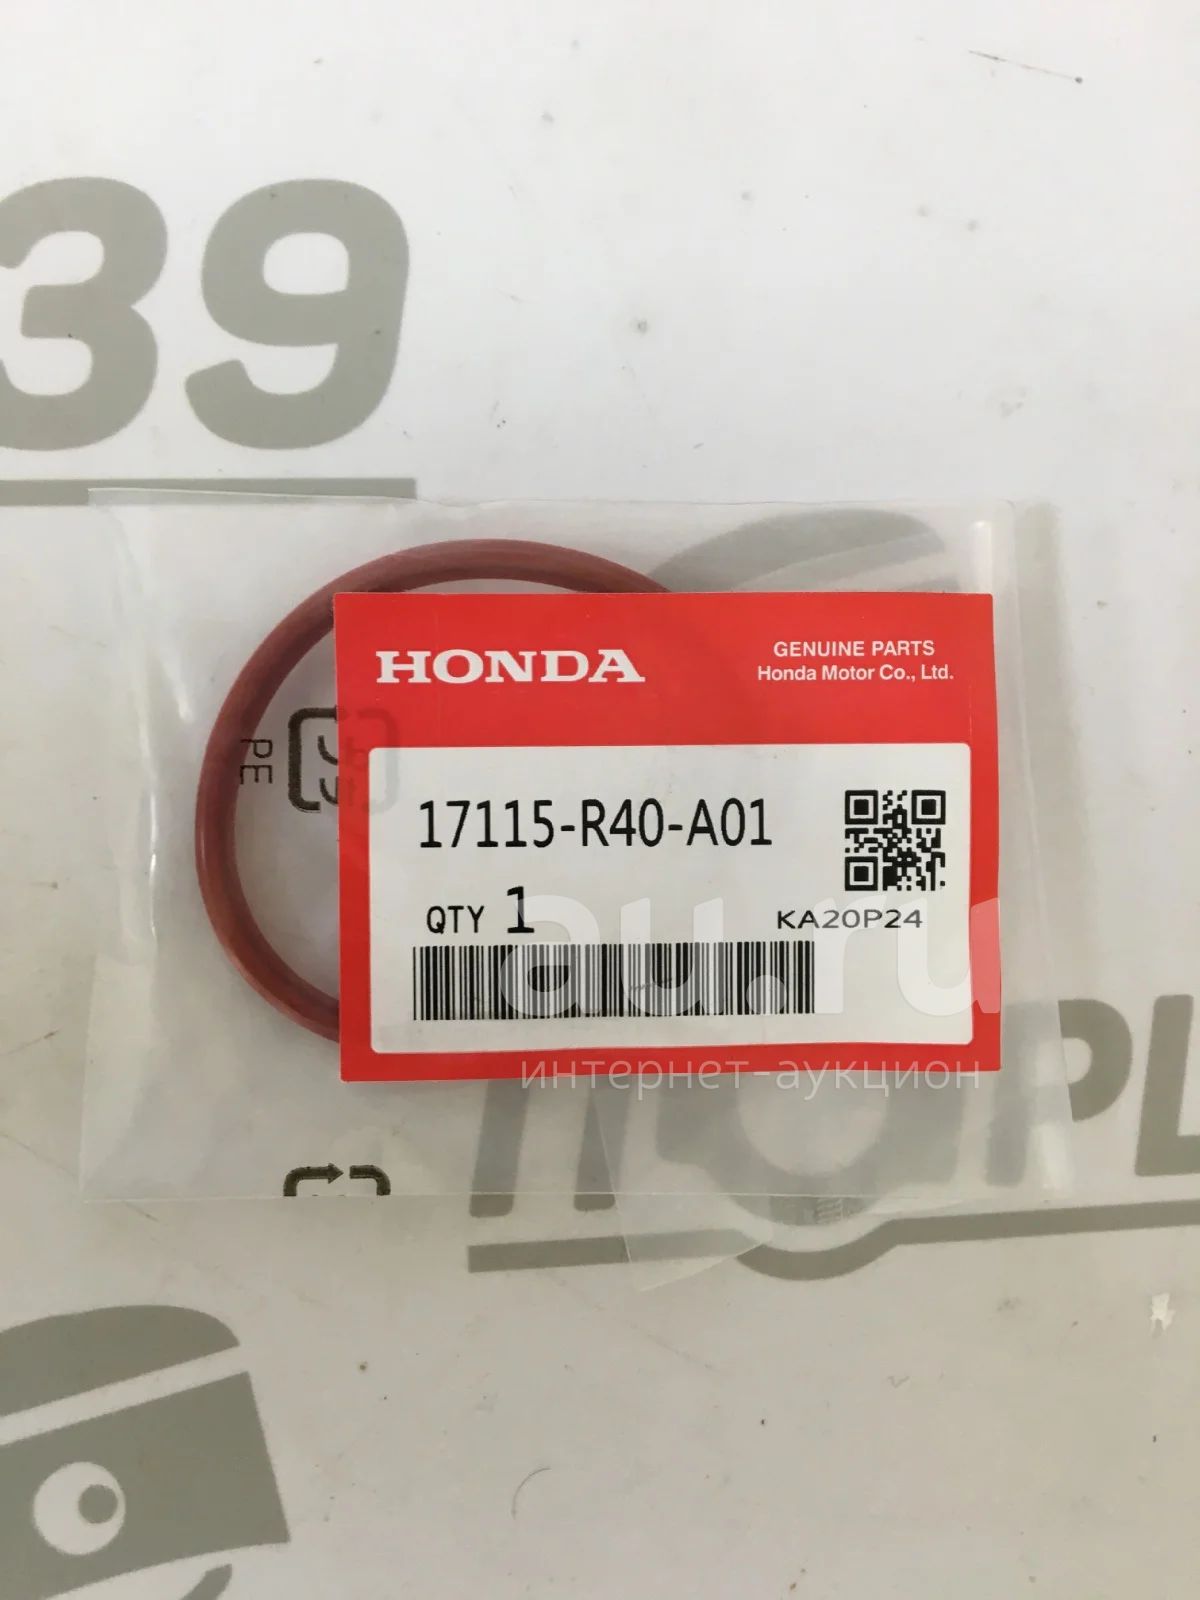 39
HONDA
GENUINE PARTS
Honda Motor Co., Ltd.
PE
17115-R40-A01
QTY 1
KA20P24
au.ru
интернет-аукцион